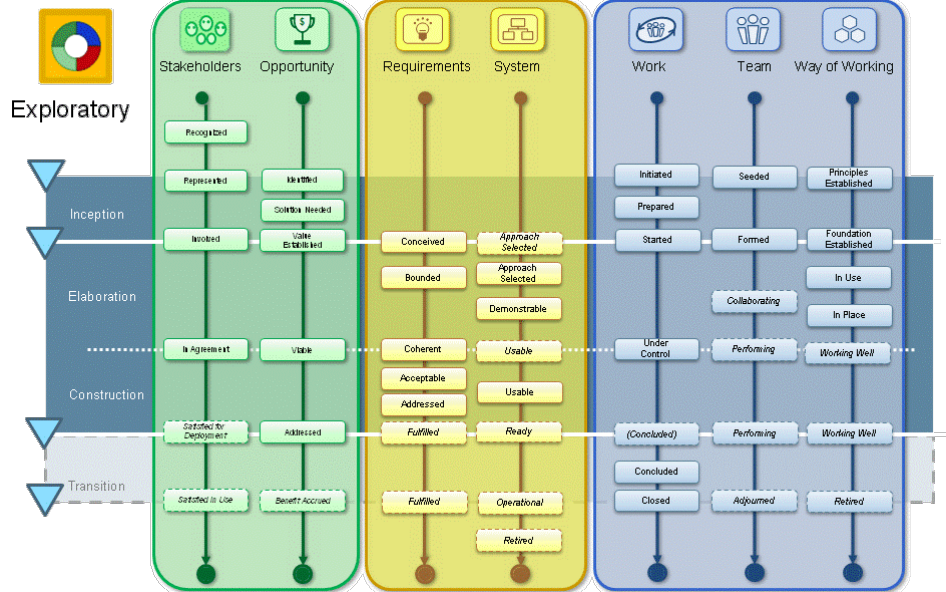 $
Stakeholders Opportunity Requirements System Work Team Way of Working
Exploratory
Recognized
Represented Identified Initiated Seeded Principles
Established
Solution Needed Prepared
Inception
Involved Value
Established Conceived Approach
Selected Started Formed Foundation
Established
Bounded Approach
Selected In Use
Elaboration Collaborating
Demonstrable In Place
In Agreement Viable Coherent Usable Under
Control Performing Working Well
Acceptable
Construction Usable
Addressed
Satisfied for
Deployment Addressed Fulfilled Ready (Concluded) Performing Working Well
Concluded
Transition
Satisfied in Use Benefit Accrued Fulfilled Operational Closed Adjourned Retired
Retired